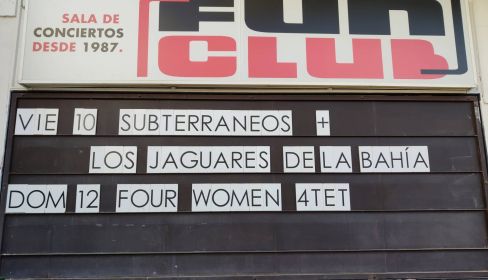 SALA DE
CONCIERTOS
DESDE 1987.
FUN
CLUB
VIE 10 SUBTERRANEOS +
LOS JAGUARES DE LA BAHÍA
DOM 12 FOUR WOMEN 4TET